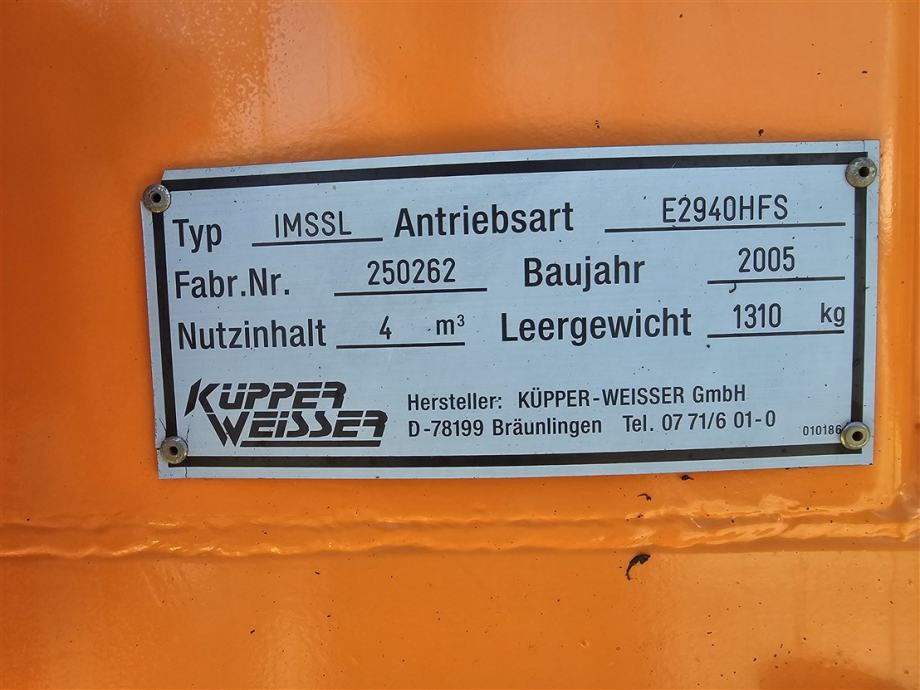 Typ IMSSL Antriebsart E2940HFS
Fabr.Nr. 250262 Baujahr 2005
Nutzinhalt 4 m³ Leergewicht 1310 kg
KÜPPER
WEISSER
Hersteller: KÜPPER-WEISSER GmbH
D-78199 Bräunlingen Tel. 07 71/6 01-0
010186